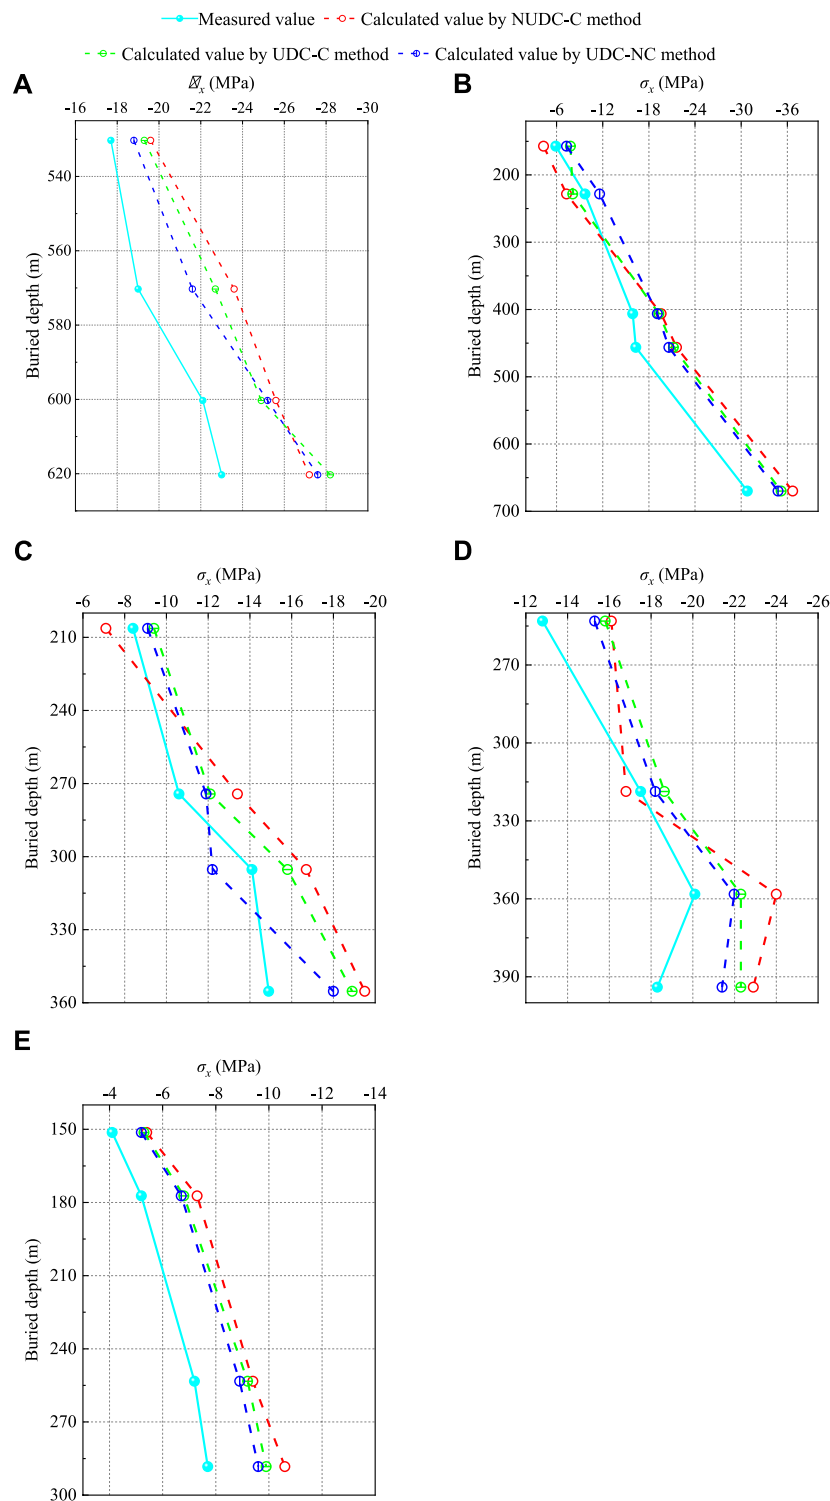 Measured value Calculated value by NUDC-C method
Calculated value by UDC-C method Calculated value by UDC-NC method
A
σ̸x (MPa)
-16 -18 -20 -22 -24 -26 -28 -30
540
560
580
600
620
Buried depth (m)
B
σx (MPa)
-6 -12 -18 -24 -30 -36
200
300
400
500
600
700
Buried depth (m)
C
σx (MPa)
-6 -8 -10 -12 -14 -16 -18 -20
210
240
270
300
330
360
Buried depth (m)
D
σx (MPa)
-12 -14 -16 -18 -20 -22 -24 -26
270
300
330
360
390
Buried depth (m)
E
σx (MPa)
-4 -6 -8 -10 -12 -14
150
180
210
240
270
300
Buried depth (m)